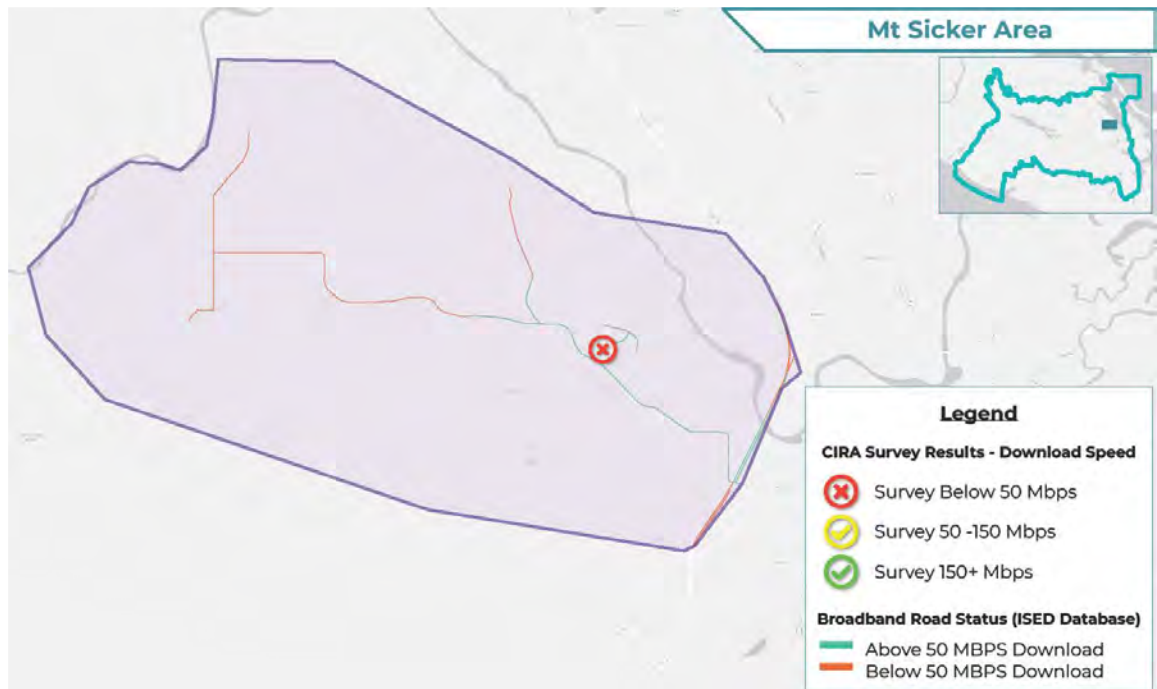 Mt Sicker Area
Legend
CIRA Survey Results - Download Speed
Survey Below 50 Mbps
Survey 50 -150 Mbps
Survey 150+ Mbps
Broadband Road Status (ISED Database)
Above 50 MBPS Download
Below 50 MBPS Download